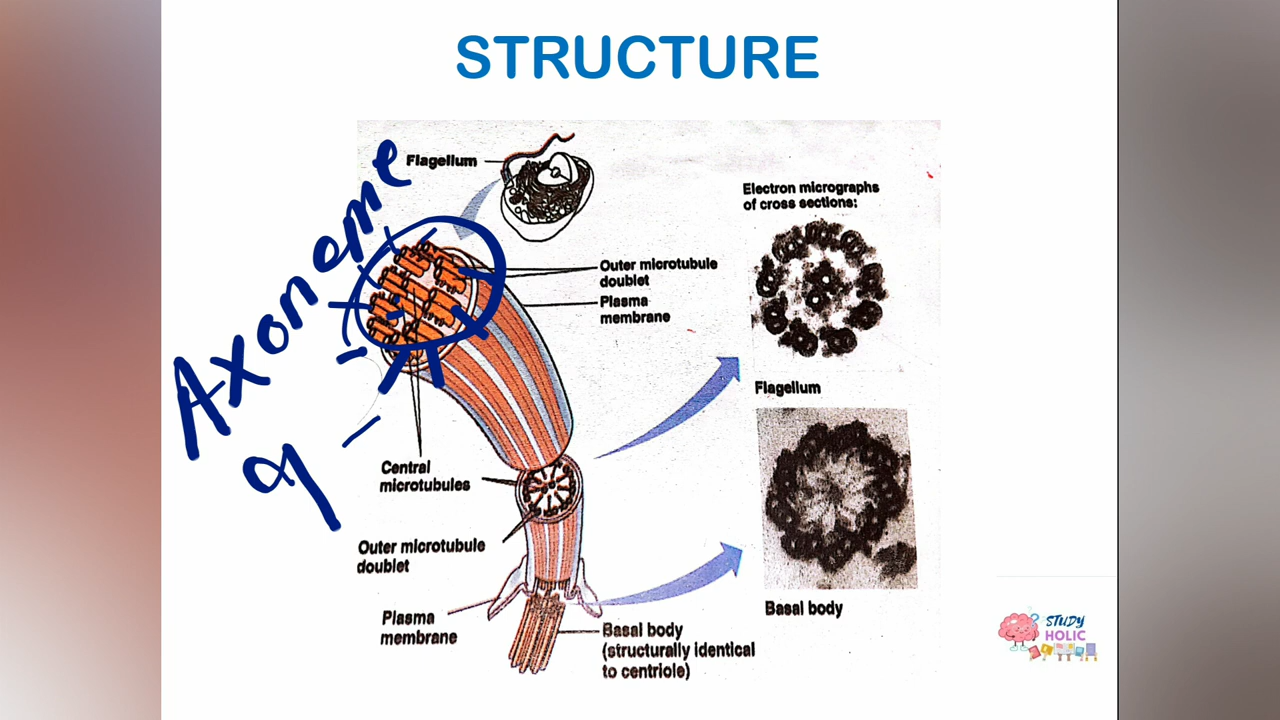 STRUCTURE
Flagellum
Axoneme
9
Electron micrographs
of cross sections:
Outer microtubule
doublet
Plasma
membrane
Flagellum
Central
microtubules
Outer microtubule
doublet
Plasma
membrane
Basal body
(structurally identical
to centriole)
Basal body
STUDY
HOLIC